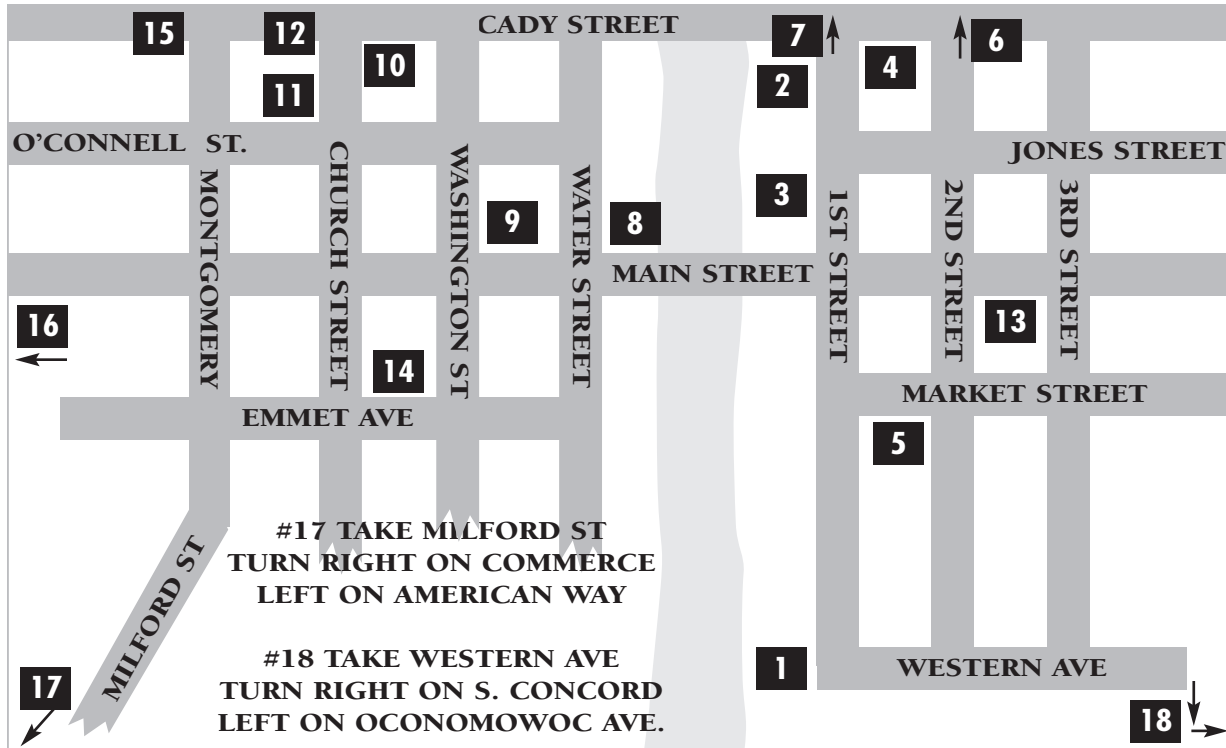 15
12
CADY STREET
7
6
10
4
2
11
O'CONNELL ST.
JONES STREET
MONTGOMERY
CHURCH STREET
WASHINGTON ST
WATER STREET
1ST STREET
2ND STREET
3RD STREET
3
9
8
MAIN STREET
16
13
14
MARKET STREET
EMMET AVE
5
#17 TAKE MILFORD ST
TURN RIGHT ON COMMERCE
LEFT ON AMERICAN WAY
MILFORD ST
#18 TAKE WESTERN AVE
TURN RIGHT ON S. CONCORD
LEFT ON OCONOMOWOC AVE.
1
WESTERN AVE
17
18